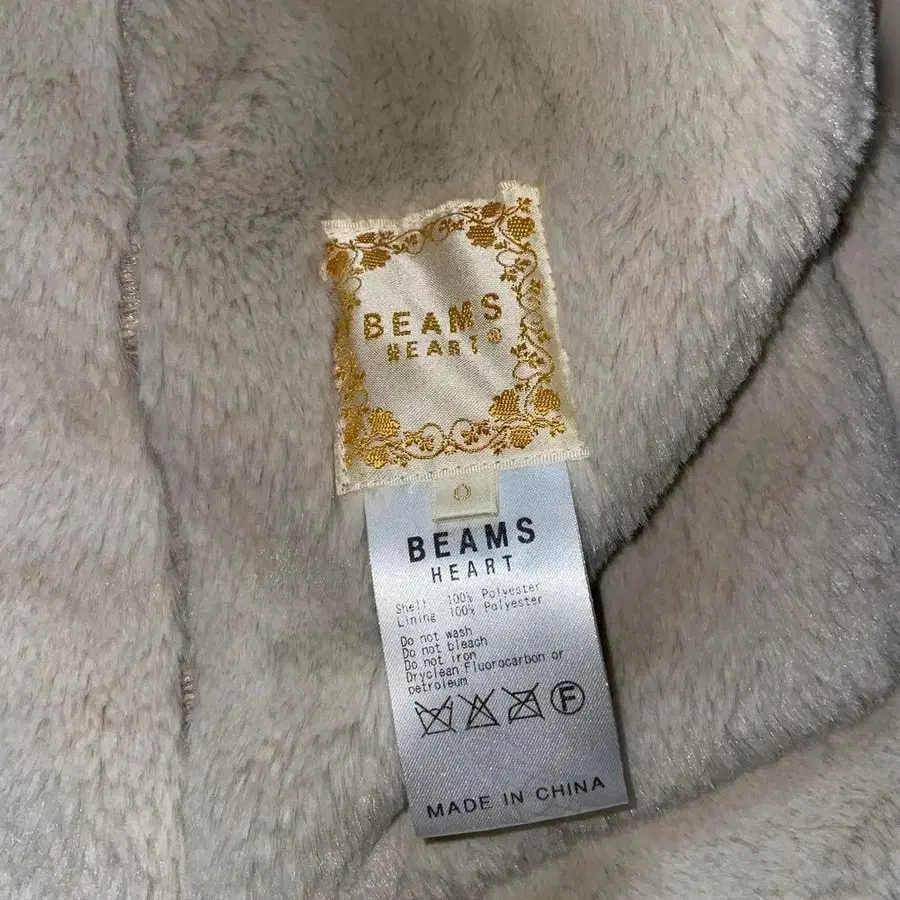 BEAMS
HEART®
0
BEAMS
HEART
Shell 100% Polyester
Lining 100% Polyester
Do not wash
Do not bleach
Do not iron
Dryclean Fluorocarbon or
petroleum
F
MADE IN CHINA